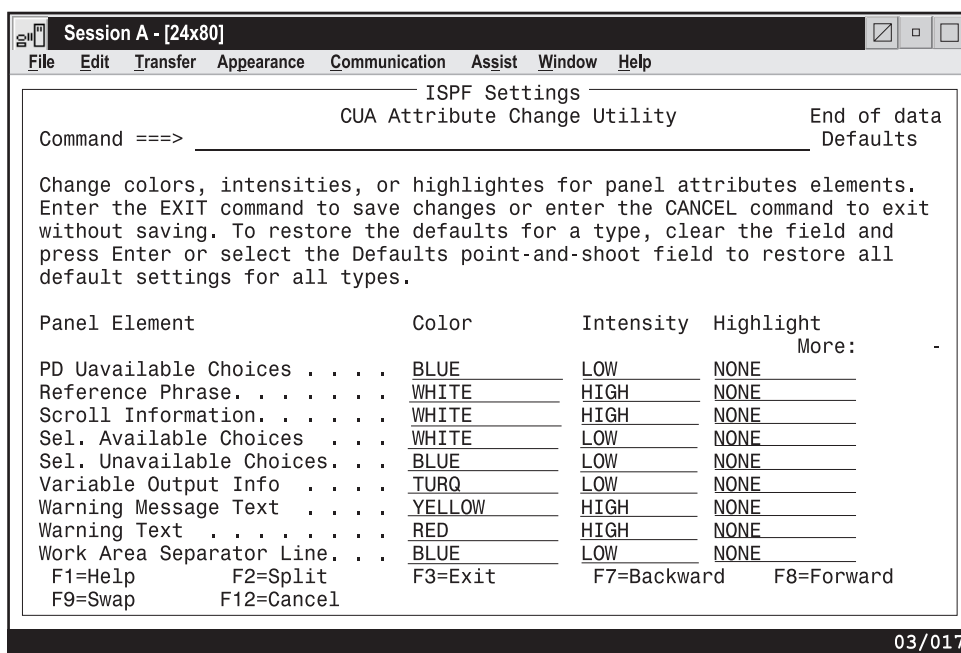 Session A - [24x80]
File Edit Transfer Appearance Communication Assist Window Help
ISPF Settings
CUA Attribute Change Utility End of data
Command ===> Defaults
Change colors, intensities, or highlightes for panel attributes elements.
Enter the EXIT command to save changes or enter the CANCEL command to exit
without saving. To restore the defaults for a type, clear the field and
press Enter or select the Defaults point-and-shoot field to restore all
default settings for all types.
Panel Element Color Intensity Highlight
More: -
PD Uavailable Choices . . . . BLUE LOW NONE
Reference Phrase. . . . . . . WHITE HIGH NONE
Scroll Information. . . . . . WHITE HIGH NONE
Sel. Available Choices . . . WHITE LOW NONE
Sel. Unavailable Choices. . . BLUE LOW NONE
Variable Output Info . . . . TURQ LOW NONE
Warning Message Text . . . . YELLOW HIGH NONE
Warning Text . . . . . . . . RED HIGH NONE
Work Area Separator Line. . . BLUE LOW NONE
F1=Help F2=Split F3=Exit F7=Backward F8=Forward
F9=Swap F12=Cancel
03/017